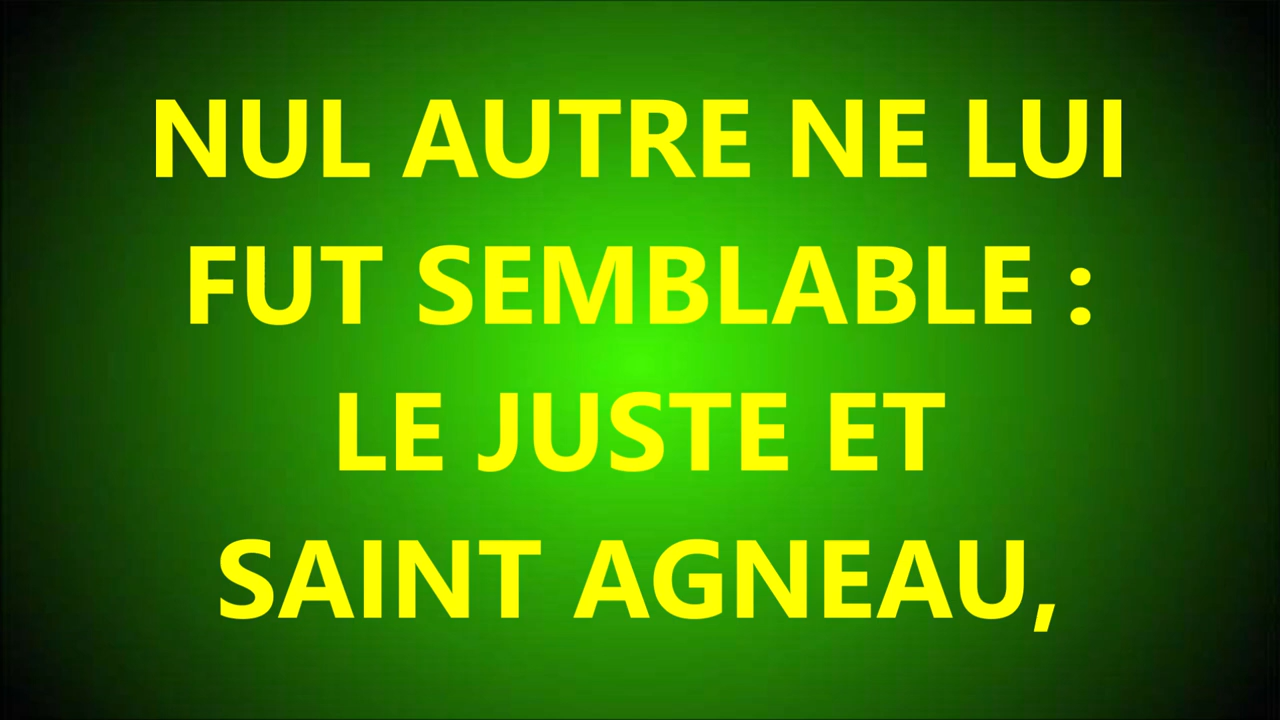 NUL AUTRE NE LUI
FUT SEMBLABLE :
LE JUSTE ET
SAINT AGNEAU,